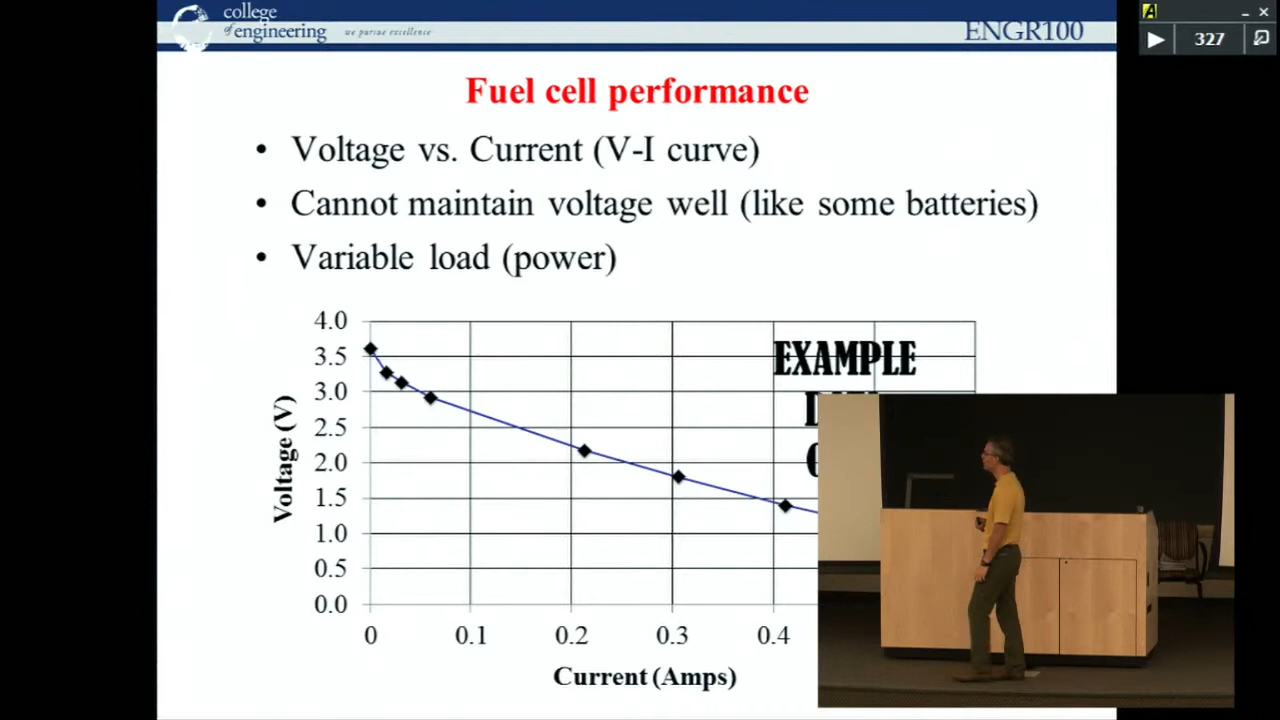 college
of engineering
we pursue excellence
ENGR100
327
Fuel cell performance
• Voltage vs. Current (V-I curve)
• Cannot maintain voltage well (like some batteries)
• Variable load (power)
EXAMPLE
4.0
3.5
3.0
2.5
2.0
1.5
1.0
0.5
0.0
Voltage (V)
0 0.1 0.2 0.3 0.4
Current (Amps)